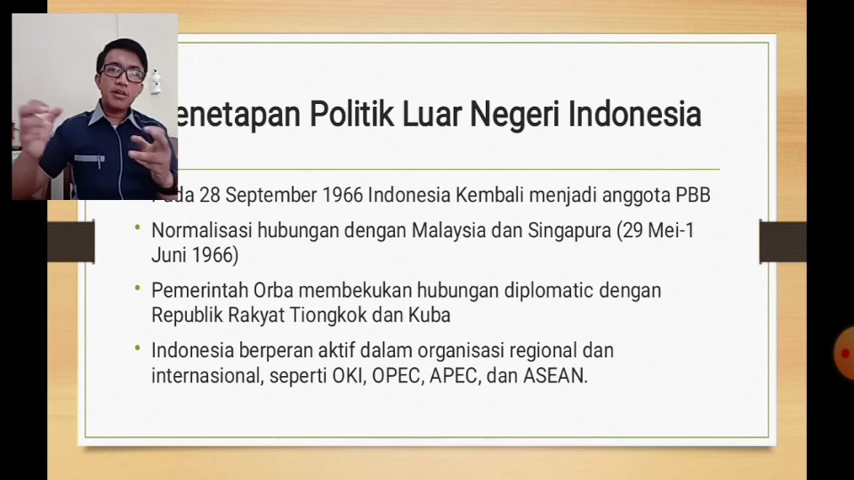 enetapan Politik Luar Negeri Indonesia
Pada 28 September 1966 Indonesia Kembali menjadi anggota PBB
• Normalisasi hubungan dengan Malaysia dan Singapura (29 Mei-1
Juni 1966)
• Pemerintah Orba membekukan hubungan diplomatic dengan
Republik Rakyat Tiongkok dan Kuba
• Indonesia berperan aktif dalam organisasi regional dan
internasional, seperti OKI, OPEC, APEC, dan ASEAN.